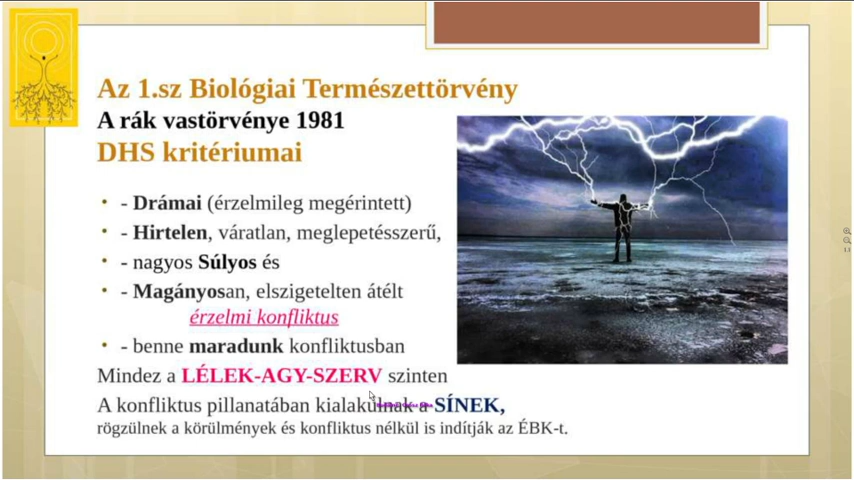 Az 1.sz Biológiai Természettörvény
A rák vastörvénye 1981
DHS kritériumai
- Drámai (érzelmileg megérintett)
- Hirtelen, váratlan, meglepetésszerű,
- nagyos Súlyos és
- Magányosan, elszigetelten átélt
érzelmi konfliktus
- benne maradunk konfliktusban
Mindez a LÉLEK-AGY-SZERV szinten
A konfliktus pillanatában kialakulnak a SÍNEK,
rögzülnek a körülmények és konfliktus nélkül is indítják az ÉBK-t.